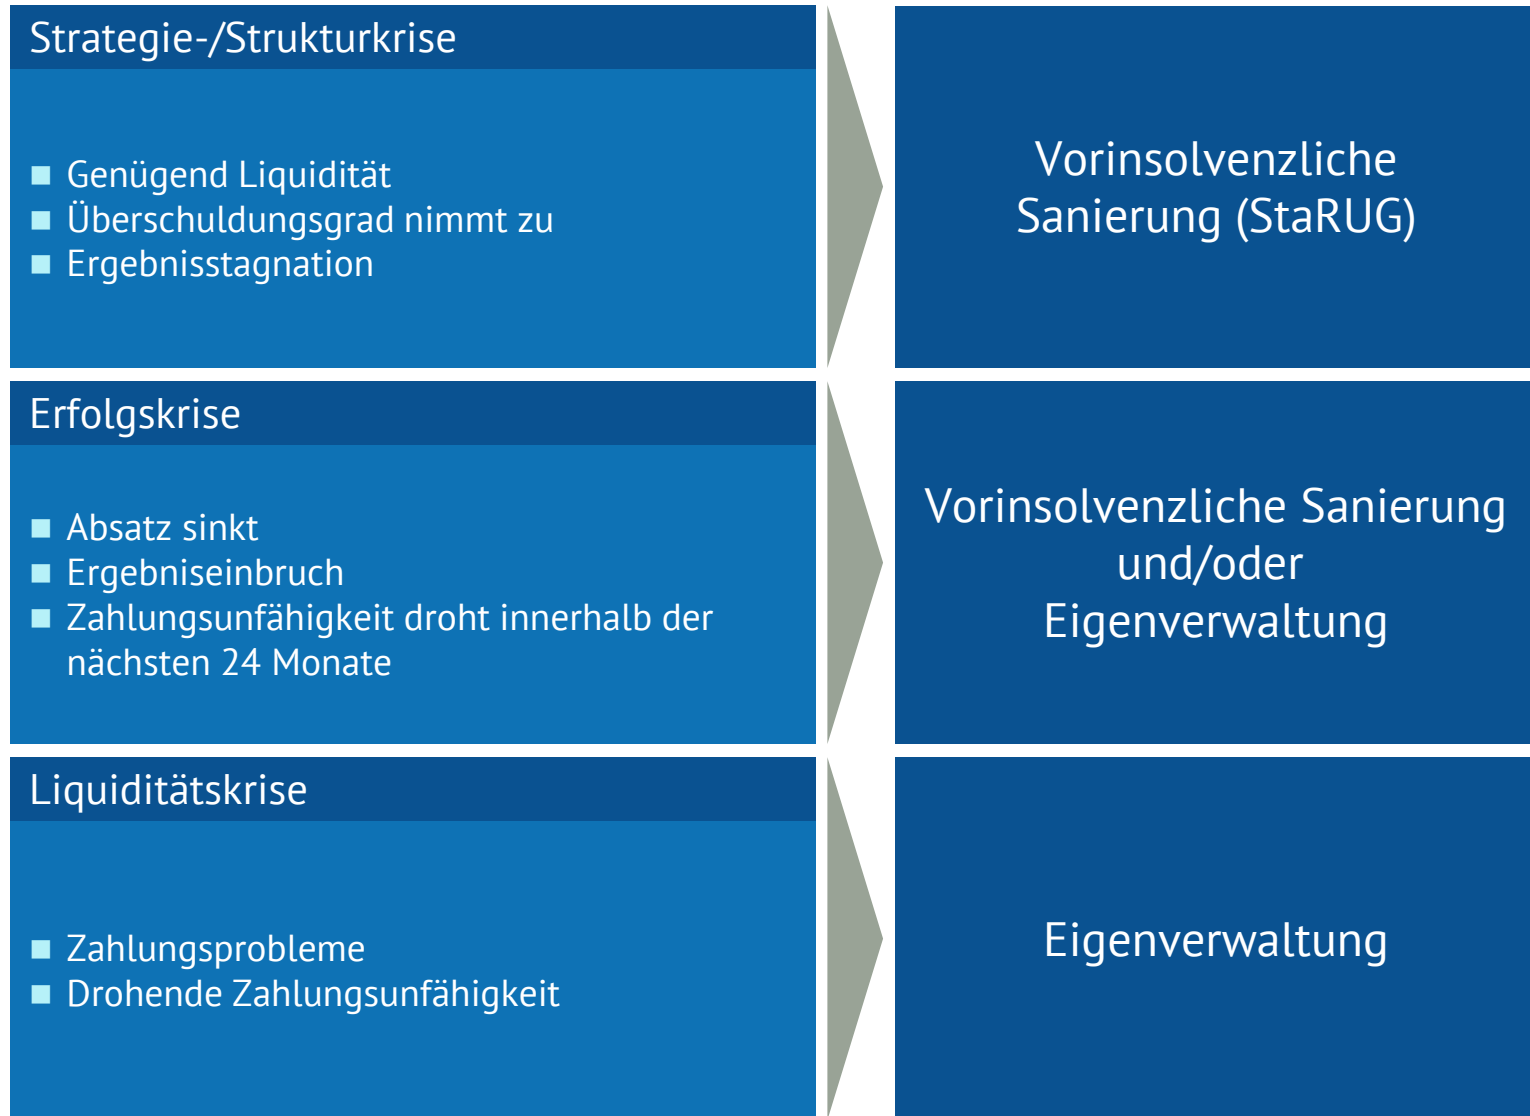 Strategie-/Strukturkrise
Genügend Liquidität
Überschuldungsgrad nimmt zu
Ergebnisstagnation
Vorinsolvenzliche
Sanierung (StaRUG)
Erfolgskrise
Absatz sinkt
Ergebniseinbruch
Zahlungsunfähigkeit droht innerhalb der
nächsten 24 Monate
Vorinsolvenzliche Sanierung
und/oder
Eigenverwaltung
Liquiditätskrise
Zahlungsprobleme
Drohende Zahlungsunfähigkeit
Eigenverwaltung